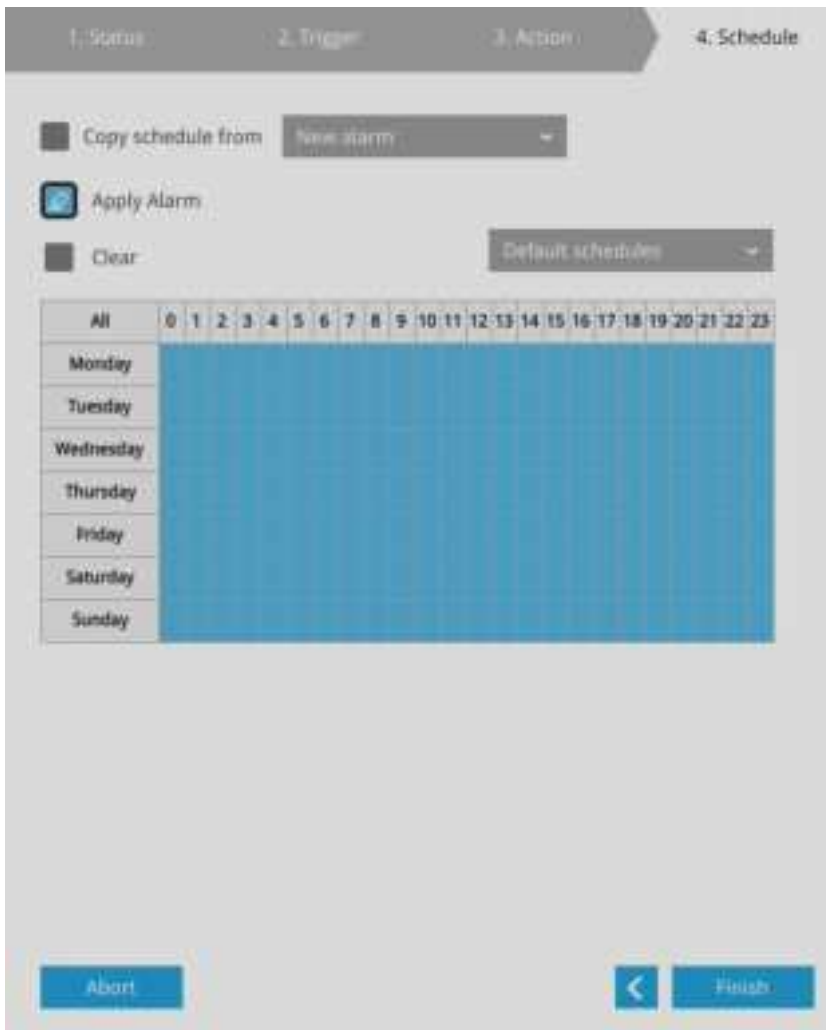 1. Status 2. Trigger 3. Action 4. Schedule
Copy schedule from New alarm
Apply Alarm
Clear Default schedules
All 0 1 2 3 4 5 6 7 8 9 10 11 12 13 14 15 16 17 18 19 20 21 22 23
Monday
Tuesday
Wednesday
Thursday
Friday
Saturday
Sunday
Abort Finish